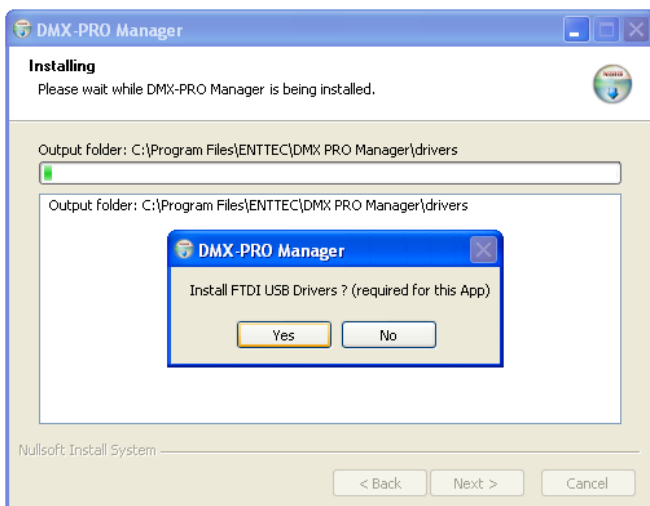 DMX-PRO Manager
Installing
Please wait while DMX-PRO Manager is being installed.
Output folder: C:\Program Files\ENTTEC\DMX PRO Manager\drivers
Output folder: C:\Program Files\ENTTEC\DMX PRO Manager\drivers
DMX-PRO Manager
Install FTDI USB Drivers ? (required for this App)
Yes No
Nullsoft Install System
< Back Next > Cancel